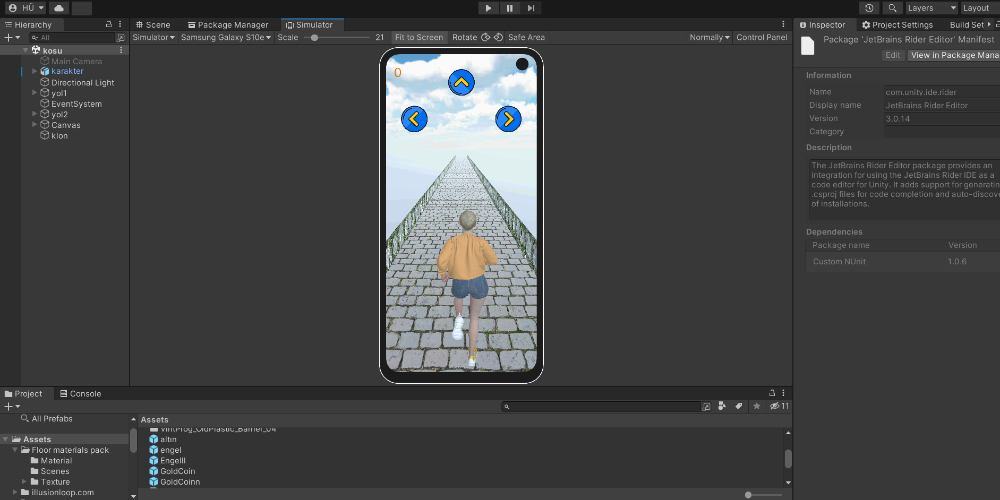 HÜ
Layers
Layout
Hierarchy
Scene
Package Manager
Simulator
Inspector
Project Settings
Build Set
All
Simulator
Samsung Galaxy S10e
Scale
21
Fit to Screen
Rotate
Safe Area
Normally
Control Panel
Package 'JetBrains Rider Editor' Manifest
Edit
View in Package Mana
kosu
Main Camera
karakter
Directional Light
yol1
EventSystem
yol2
Canvas
klon
0
Information
Name
com.unity.ide.rider
Display name
JetBrains Rider Editor
Version
3.0.14
Category
Description
The JetBrains Rider Editor package provides an
integration for using the JetBrains Rider IDE as a
code editor for Unity. It adds support for generatin
.csproj files for code completion and auto-discove
of installations.
Dependencies
Package name
Version
Custom NUnit
1.0.6
Project
Console
11
All Prefabs
Assets
Floor materials pack
Material
Scenes
Texture
illusionloop.com
Assets
VintProg_OldPlastic_Barrier_04
altın
engel
Engelll
GoldCoin
GoldCoinn